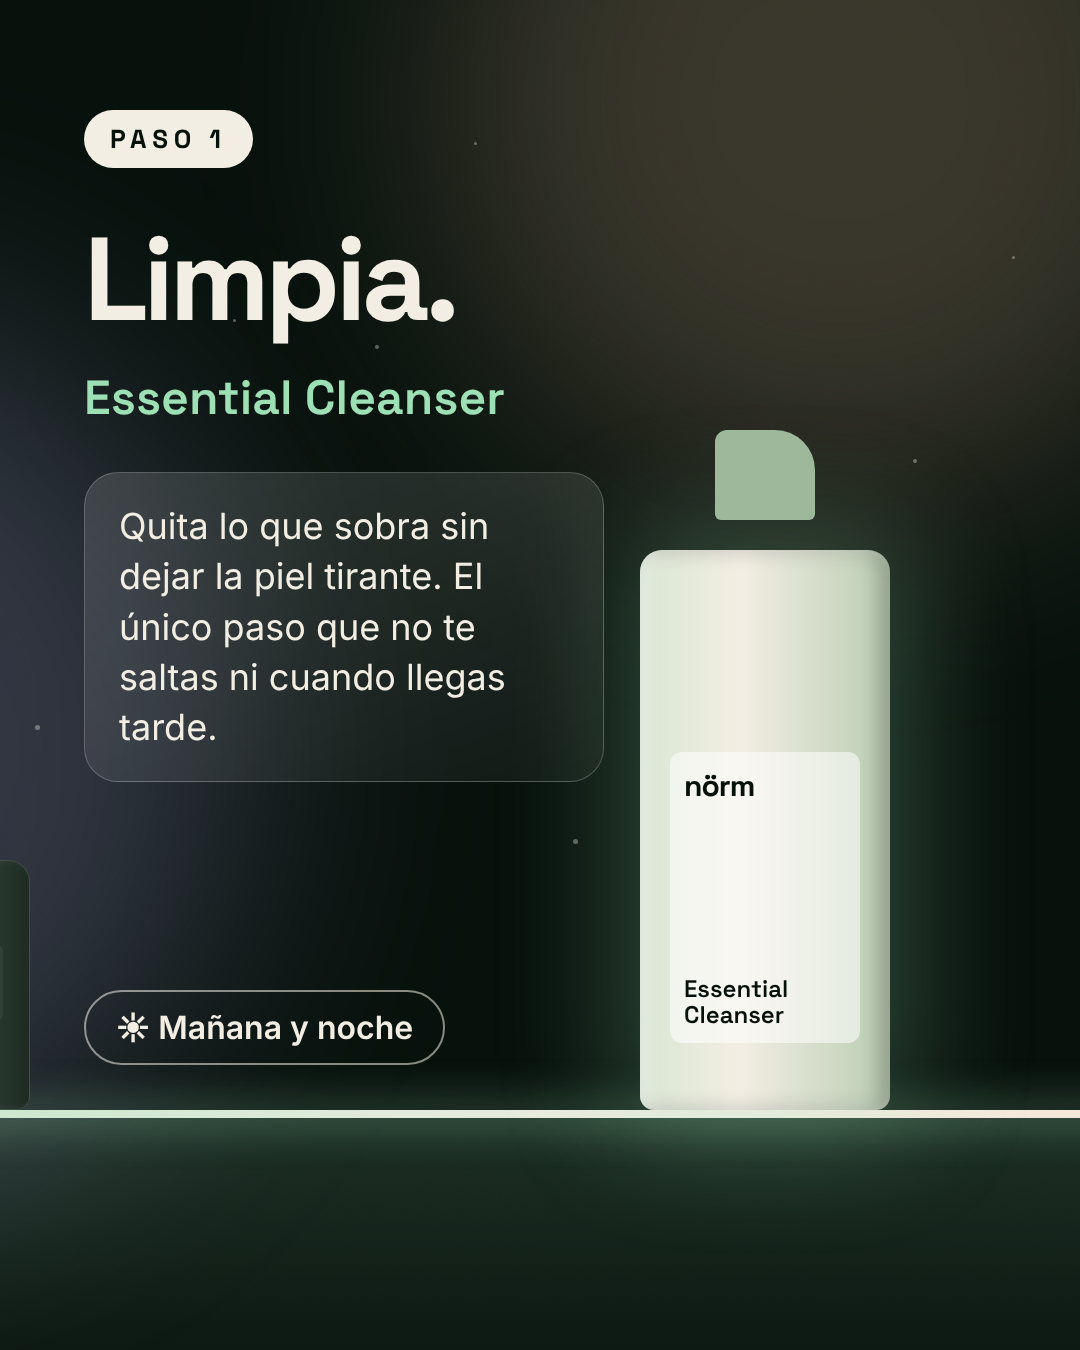 PASO 1
Limpia.
Essential Cleanser
Quita lo que sobra sin
dejar la piel tirante. El
único paso que no te
saltas ni cuando llegas
tarde.
nörm
Essential
Cleanser
☀ Mañana y noche